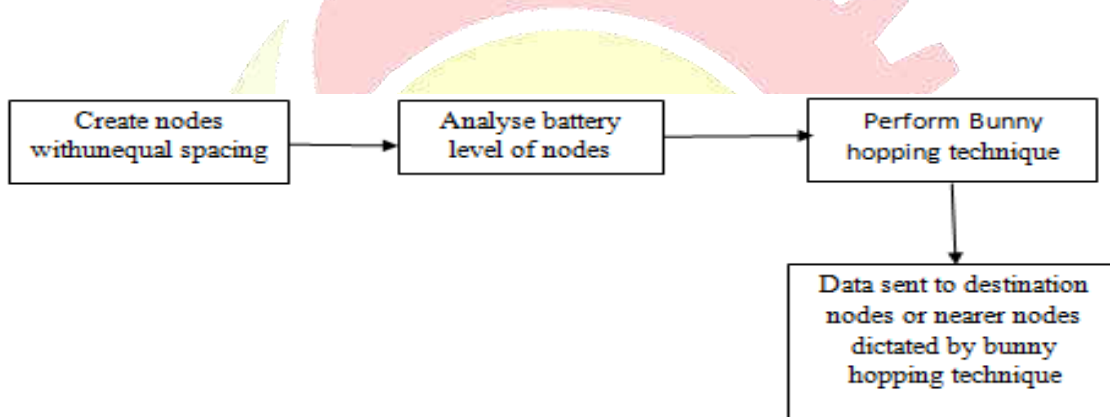 Create nodes
withunequal spacing
Analyse battery
level of nodes
Perform Bunny
hopping technique
Data sent to destination
nodes or nearer nodes
dictated by bunny
hopping technique